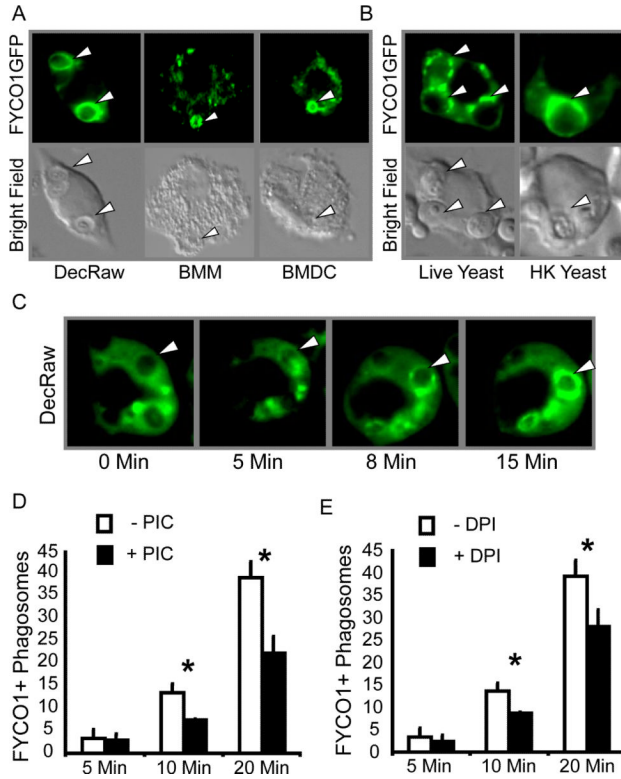 A
B
FYCO1GFP
FYCO1GFP
Bright Field
Bright Field
DecRaw BMM BMDC
Live Yeast HK Yeast
C
DecRaw
0 Min 5 Min 8 Min 15 Min
D
- PIC
+ PIC
FYCO1+ Phagosomes
45
40
35
30
25
20
15
10
5
0
*
*
5 Min 10 Min 20 Min
E
- DPI
+ DPI
FYCO1+ Phagosomes
45
40
35
30
25
20
15
10
5
0
*
*
5 Min 10 Min 20 Min